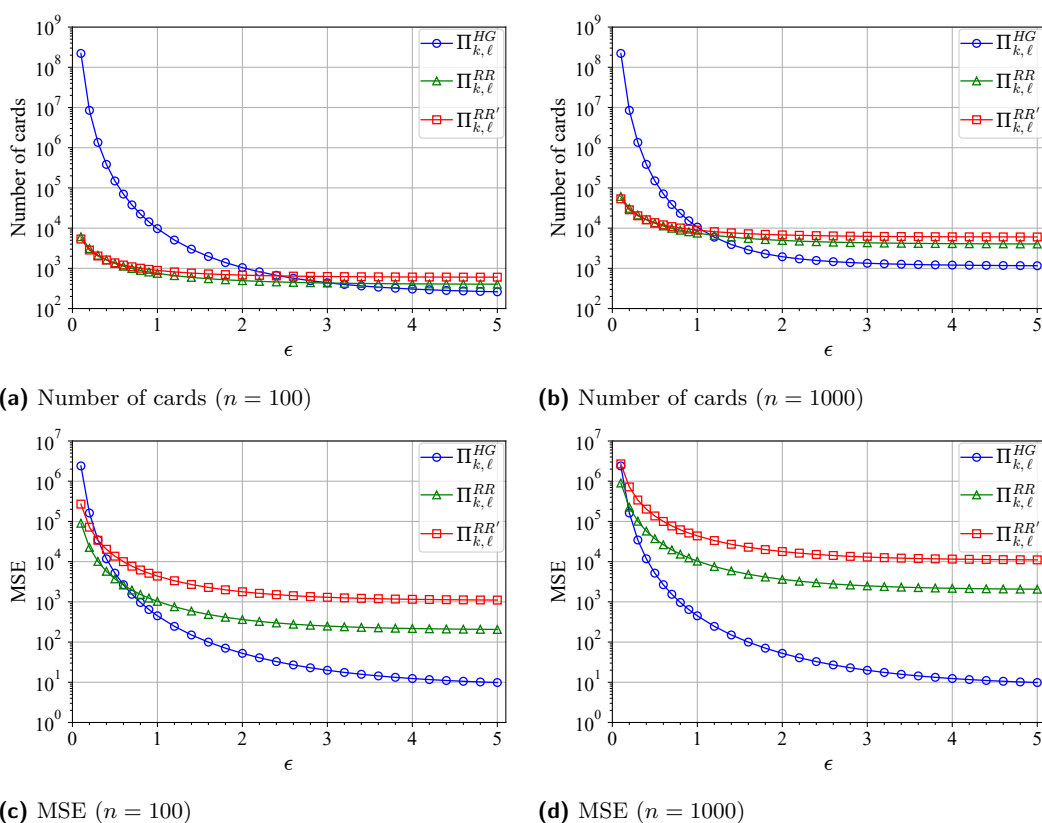 10^9
10^8
10^7
10^6
10^5
10^4
10^3
10^2
Number of cards
0 1 2 3 4 5
ϵ
Π^{HG}_{k,ℓ}
Π^{RR}_{k,ℓ}
Π^{RR′}_{k,ℓ}
(a) Number of cards (n = 100)
10^9
10^8
10^7
10^6
10^5
10^4
10^3
10^2
Number of cards
0 1 2 3 4 5
ϵ
Π^{HG}_{k,ℓ}
Π^{RR}_{k,ℓ}
Π^{RR′}_{k,ℓ}
(b) Number of cards (n = 1000)
10^7
10^6
10^5
10^4
10^3
10^2
10^1
10^0
MSE
0 1 2 3 4 5
ϵ
Π^{HG}_{k,ℓ}
Π^{RR}_{k,ℓ}
Π^{RR′}_{k,ℓ}
(c) MSE (n = 100)
10^7
10^6
10^5
10^4
10^3
10^2
10^1
10^0
MSE
0 1 2 3 4 5
ϵ
Π^{HG}_{k,ℓ}
Π^{RR}_{k,ℓ}
Π^{RR′}_{k,ℓ}
(d) MSE (n = 1000)